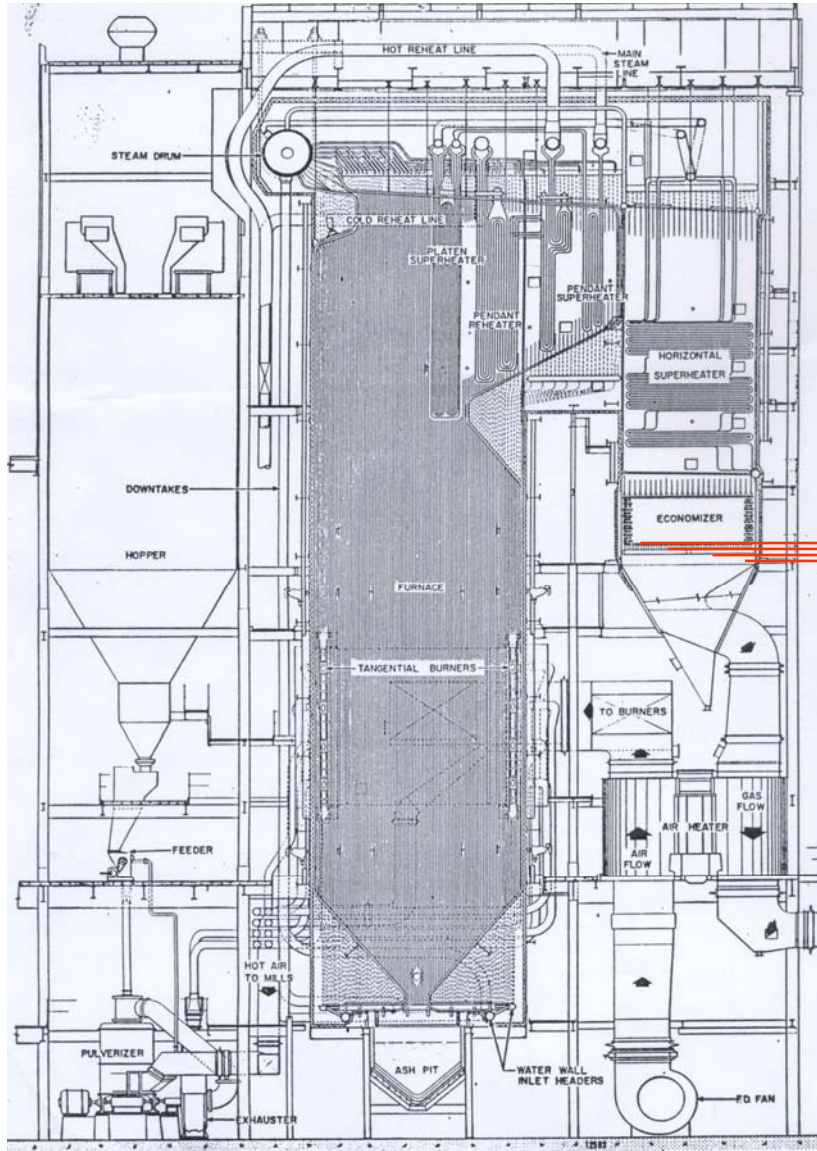 HOT REHEAT LINE
MAIN
STEAM
LINE
STEAM DRUM
COLD REHEAT LINE
PLATEN
SUPERHEATER
PENDANT
SUPERHEATER
PENDANT
REHEATER
HORIZONTAL
SUPERHEATER
DOWNTAKES
ECONOMIZER
HOPPER
FURNACE
TANGENTIAL BURNERS
TO BURNERS
GAS
FLOW
AIR HEATER
AIR
FLOW
FEEDER
HOT AIR
TO MILLS
PULVERIZER
ASH PIT
WATER WALL
INLET HEADERS
EXHAUSTER
F.D. FAN
12583